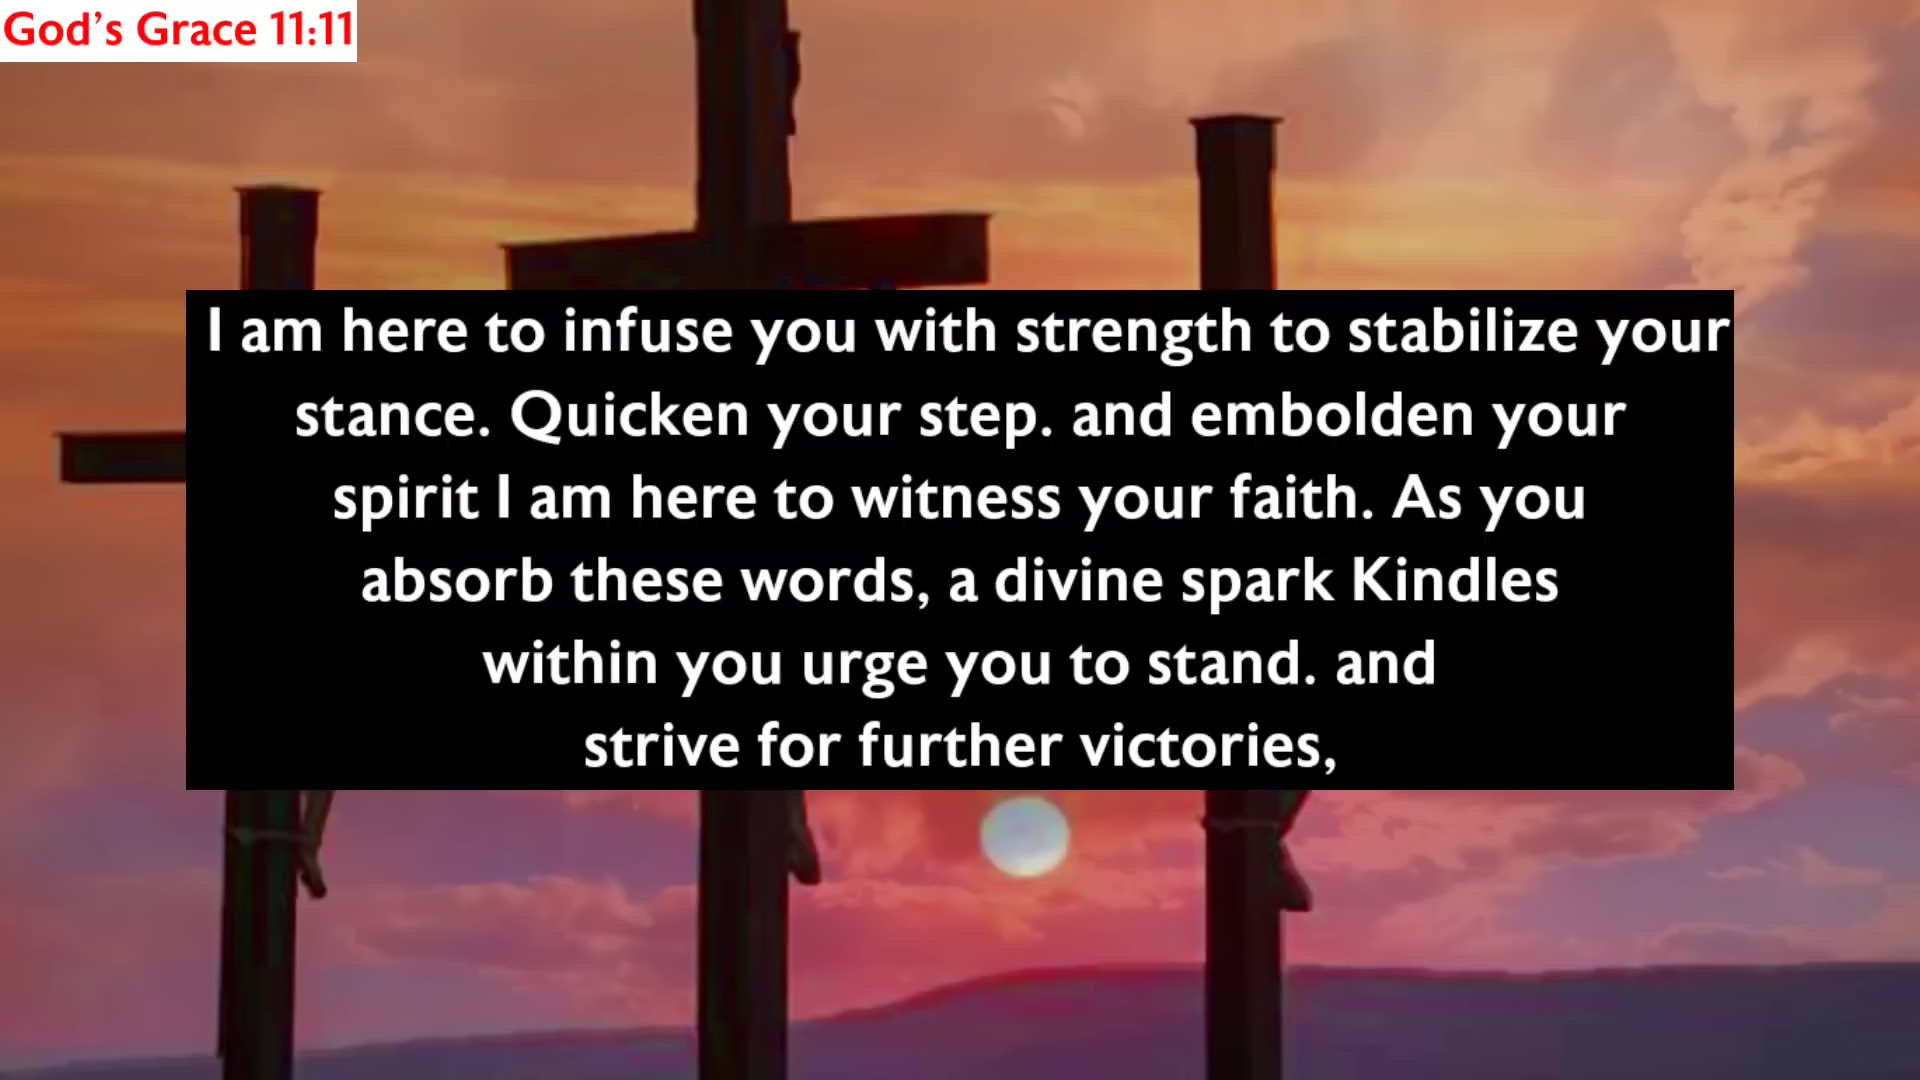 God’s Grace 11:11
I am here to infuse you with strength to stabilize your
stance. Quicken your step. and embolden your
spirit I am here to witness your faith. As you
absorb these words, a divine spark Kindles
within you urge you to stand. and
strive for further victories,